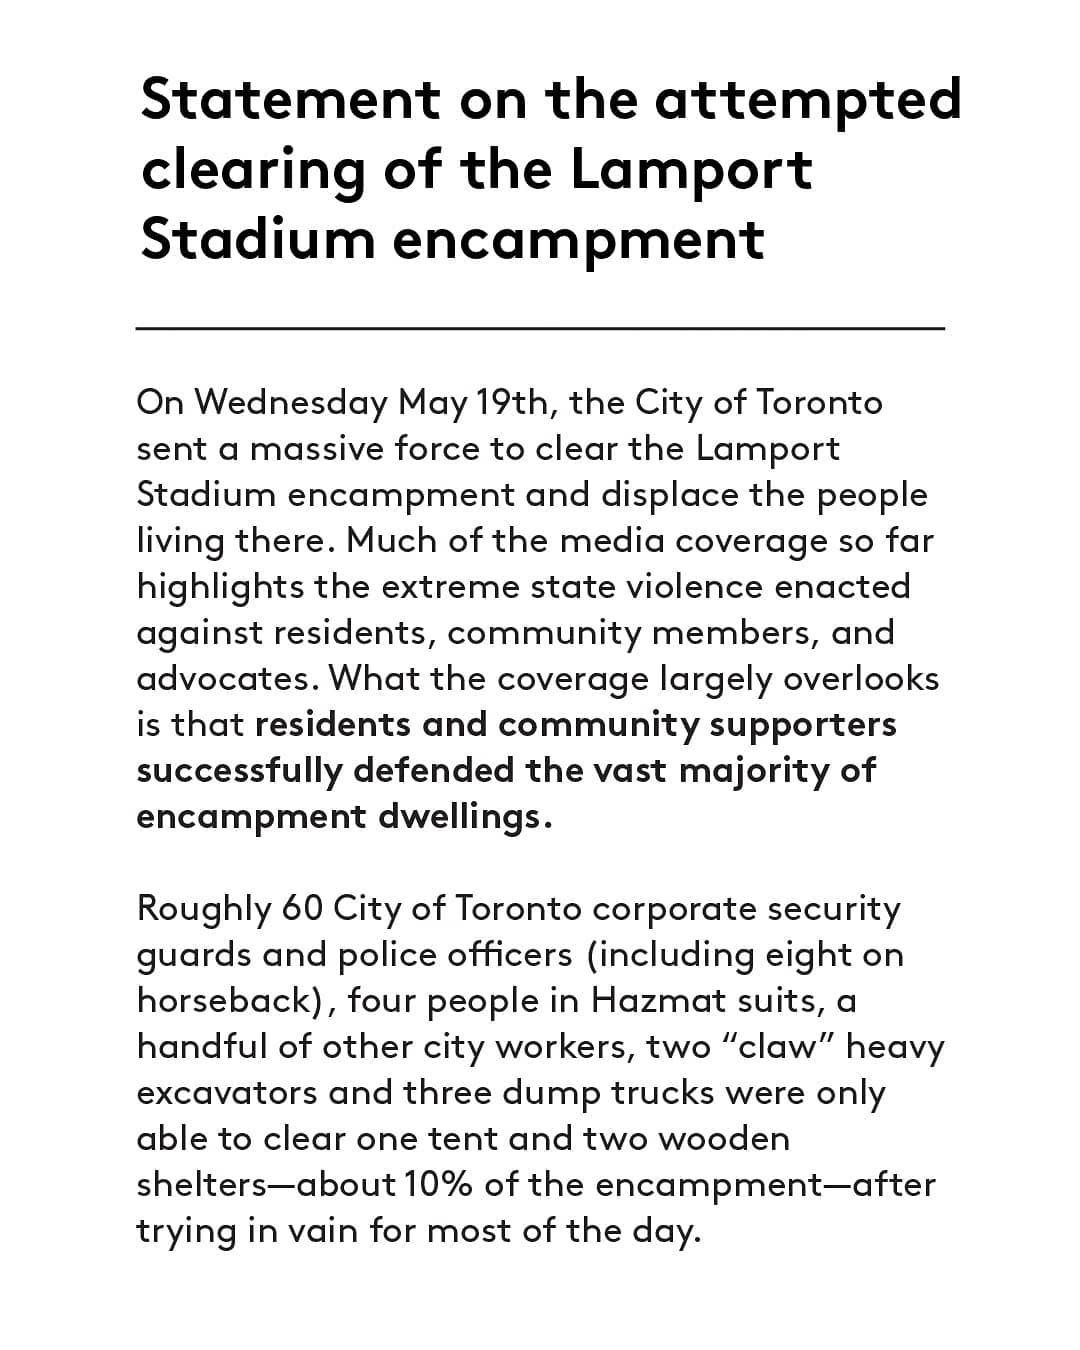 Statement on the attempted
clearing of the Lamport
Stadium encampment
On Wednesday May 19th, the City of Toronto
sent a massive force to clear the Lamport
Stadium encampment and displace the people
living there. Much of the media coverage so far
highlights the extreme state violence enacted
against residents, community members, and
advocates. What the coverage largely overlooks
is that residents and community supporters
successfully defended the vast majority of
encampment dwellings.
Roughly 60 City of Toronto corporate security
guards and police officers (including eight on
horseback), four people in Hazmat suits, a
handful of other city workers, two “claw” heavy
excavators and three dump trucks were only
able to clear one tent and two wooden
shelters—about 10% of the encampment—after
trying in vain for most of the day.